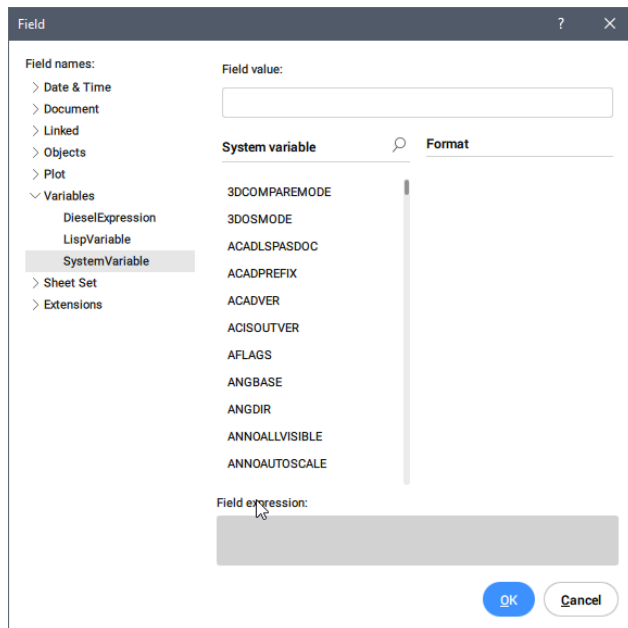 Field
Field names:
Date & Time
Document
Linked
Objects
Plot
Variables
DieselExpression
LispVariable
SystemVariable
Sheet Set
Extensions
Field value:
System variable
Format
3DCOMPAREMODE
3DOSMODE
ACADLSPASDOC
ACADPREFIX
ACADVER
ACISOUTVER
AFLAGS
ANGBASE
ANGDIR
ANNOALLVISIBLE
ANNOAUTOSCALE
Field expression:
OK
Cancel